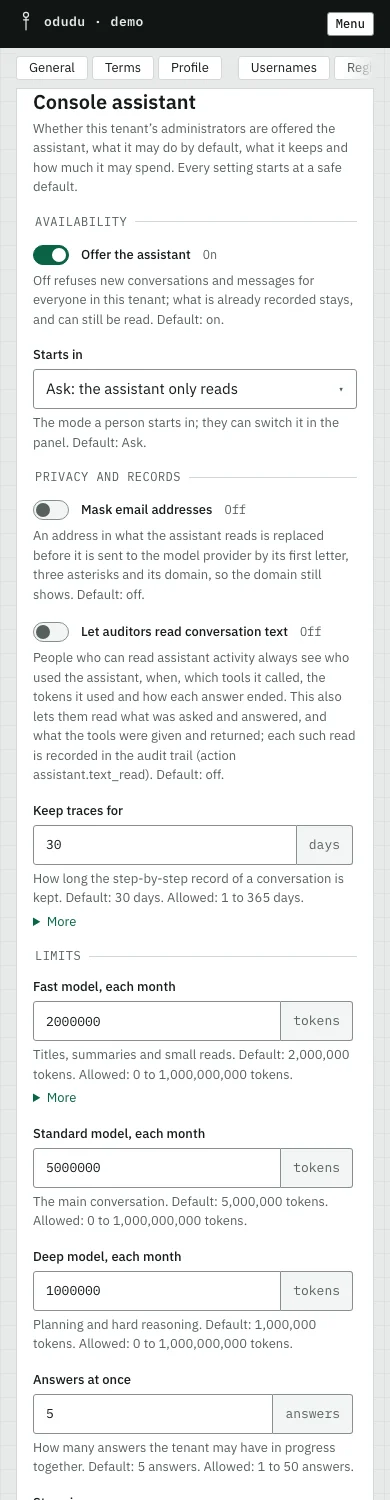 odudu · demo
Menu
General
Terms
Profile
Usernames
Regi
Console assistant
Whether this tenant's administrators are offered the
assistant, what it may do by default, what it keeps and
how much it may spend. Every setting starts at a safe
default.
AVAILABILITY
Offer the assistant On
Off refuses new conversations and messages for
everyone in this tenant; what is already recorded stays,
and can still be read. Default: on.
Starts in
Ask: the assistant only reads
The mode a person starts in; they can switch it in the
panel. Default: Ask.
PRIVACY AND RECORDS
Mask email addresses Off
An address in what the assistant reads is replaced
before it is sent to the model provider by its first letter,
three asterisks and its domain, so the domain still
shows. Default: off.
Let auditors read conversation text Off
People who can read assistant activity always see who
used the assistant, when, which tools it called, the
tokens it used and how each answer ended. This also
lets them read what was asked and answered, and
what the tools were given and returned; each such read
is recorded in the audit trail (action
assistant.text_read). Default: off.
Keep traces for
30 days
How long the step-by-step record of a conversation is
kept. Default: 30 days. Allowed: 1 to 365 days.
More
LIMITS
Fast model, each month
2000000 tokens
Titles, summaries and small reads. Default: 2,000,000
tokens. Allowed: 0 to 1,000,000,000 tokens.
More
Standard model, each month
5000000 tokens
The main conversation. Default: 5,000,000 tokens.
Allowed: 0 to 1,000,000,000 tokens.
Deep model, each month
1000000 tokens
Planning and hard reasoning. Default: 1,000,000
tokens. Allowed: 0 to 1,000,000,000 tokens.
Answers at once
5 answers
How many answers the tenant may have in progress
together. Default: 5 answers. Allowed: 1 to 50 answers.